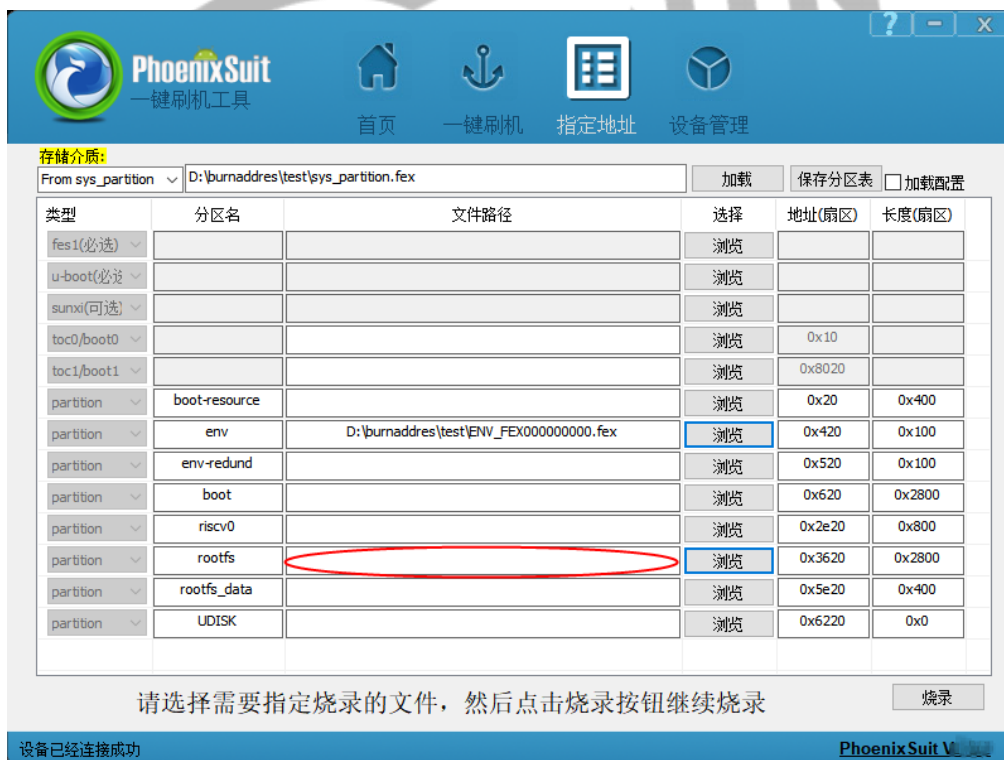 ? - X
PhoenixSuit
一键刷机工具
首页 一键刷机 指定地址 设备管理
存储介质:
From sys_partition D:\burnaddres\test\sys_partition.fex 加载 保存分区表 加载配置
类型 分区名 文件路径 选择 地址(扇区) 长度(扇区)
fes1(必选) 浏览
u-boot(必选 浏览
sunxi(可选) 浏览
toc0/boot0 浏览 0x10
toc1/boot1 浏览 0x8020
partition boot-resource 浏览 0x20 0x400
partition env D:\burnaddres\test\ENV_FEX000000000.fex 浏览 0x420 0x100
partition env-redund 浏览 0x520 0x100
partition boot 浏览 0x620 0x2800
partition riscv0 浏览 0x2e20 0x800
partition rootfs 浏览 0x3620 0x2800
partition rootfs_data 浏览 0x5e20 0x400
partition UDISK 浏览 0x6220 0x0
请选择需要指定烧录的文件，然后点击烧录按钮继续烧录 烧录
设备已经连接成功 PhoenixSuit